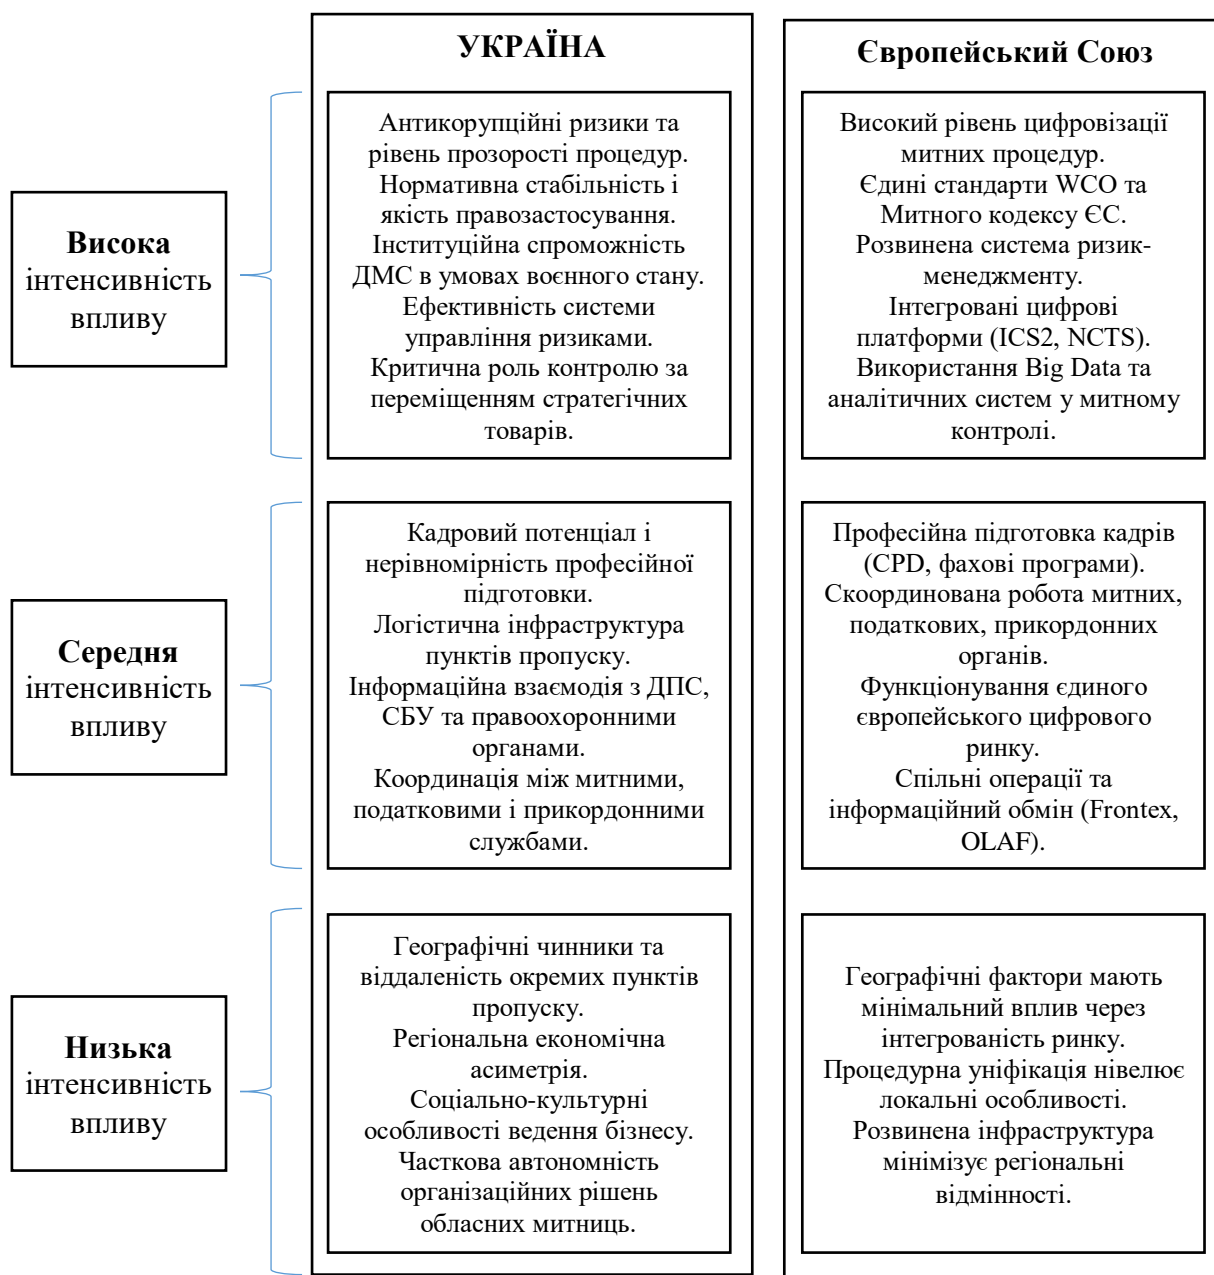 УКРАЇНА
Європейський Союз
Висока
інтенсивність
впливу
Антикорупційні ризики та
рівень прозорості процедур.
Нормативна стабільність і
якість правозастосування.
Інституційна спроможність
ДМС в умовах воєнного стану.
Ефективність системи
управління ризиками.
Критична роль контролю за
переміщенням стратегічних
товарів.
Високий рівень цифровізації
митних процедур.
Єдині стандарти WCO та
Митного кодексу ЄС.
Розвинена система ризик-
менеджменту.
Інтегровані цифрові
платформи (ICS2, NCTS).
Використання Big Data та
аналітичних систем у митному
контролі.
Середня
інтенсивність
впливу
Кадровий потенціал і
нерівномірність професійної
підготовки.
Логістична інфраструктура
пунктів пропуску.
Інформаційна взаємодія з ДПС,
СБУ та правоохоронними
органами.
Координація між митними,
податковими і прикордонними
службами.
Професійна підготовка кадрів
(CPD, фахові програми).
Скоординована робота митних,
податкових, прикордонних
органів.
Функціонування єдиного
європейського цифрового
ринку.
Спільні операції та
інформаційний обмін (Frontex,
OLAF).
Низька
інтенсивність
впливу
Географічні чинники та
віддаленість окремих пунктів
пропуску.
Регіональна економічна
асиметрія.
Соціально-культурні
особливості ведення бізнесу.
Часткова автономність
організаційних рішень
обласних митниць.
Географічні фактори мають
мінімальний вплив через
інтегрованість ринку.
Процедурна уніфікація нівелює
локальні особливості.
Розвинена інфраструктура
мінімізує регіональні
відмінності.